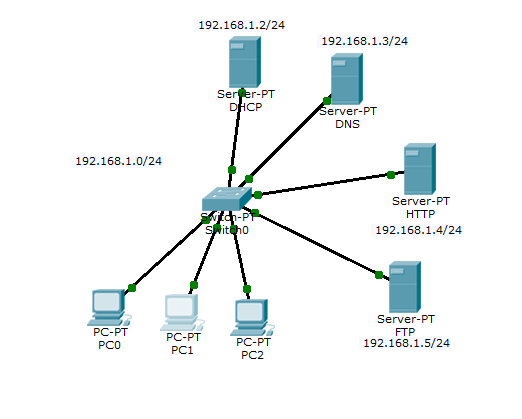 192.168.1.2/24
192.168.1.3/24
Server-PT
DHCP
Server-PT
DNS
192.168.1.0/24
Server-PT
HTTP
192.168.1.4/24
Switch-PT
Switch0
Server-PT
FTP
192.168.1.5/24
PC-PT
PC0
PC-PT
PC1
PC-PT
PC2